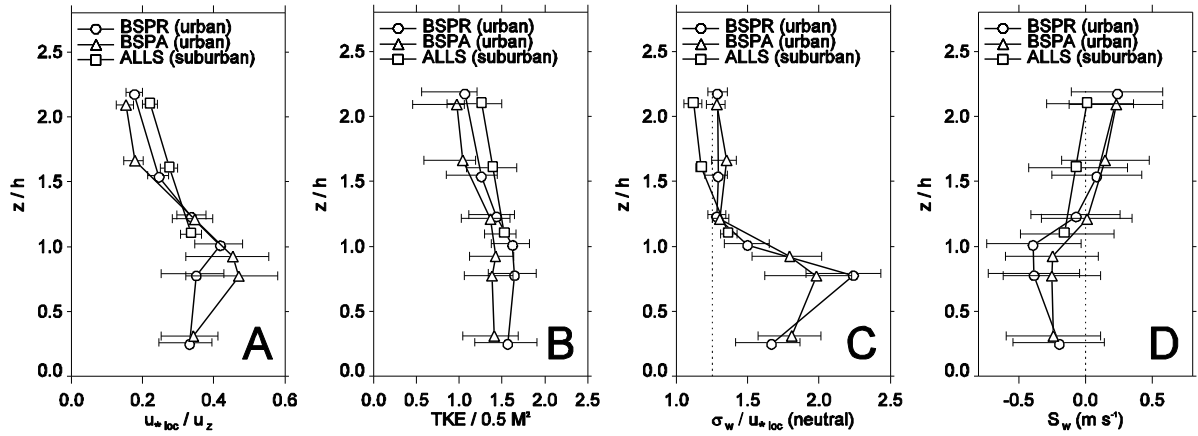 BSPR (urban)
BSPA (urban)
ALLS (suburban)
2.5
2.0
1.5
1.0
0.5
0.0
z / h
A
0.0 0.2 0.4 0.6
u* loc / uz
BSPR (urban)
BSPA (urban)
ALLS (suburban)
2.5
2.0
1.5
1.0
0.5
0.0
z / h
B
0.0 0.5 1.0 1.5 2.0 2.5
TKE / 0.5 M²
BSPR (urban)
BSPA (urban)
ALLS (suburban)
2.5
2.0
1.5
1.0
0.5
0.0
z / h
C
1.0 1.5 2.0 2.5
σw / u* loc (neutral)
BSPR (urban)
BSPA (urban)
ALLS (suburban)
2.5
2.0
1.5
1.0
0.5
0.0
z / h
D
-0.5 0.0 0.5
Sw (m s⁻¹)